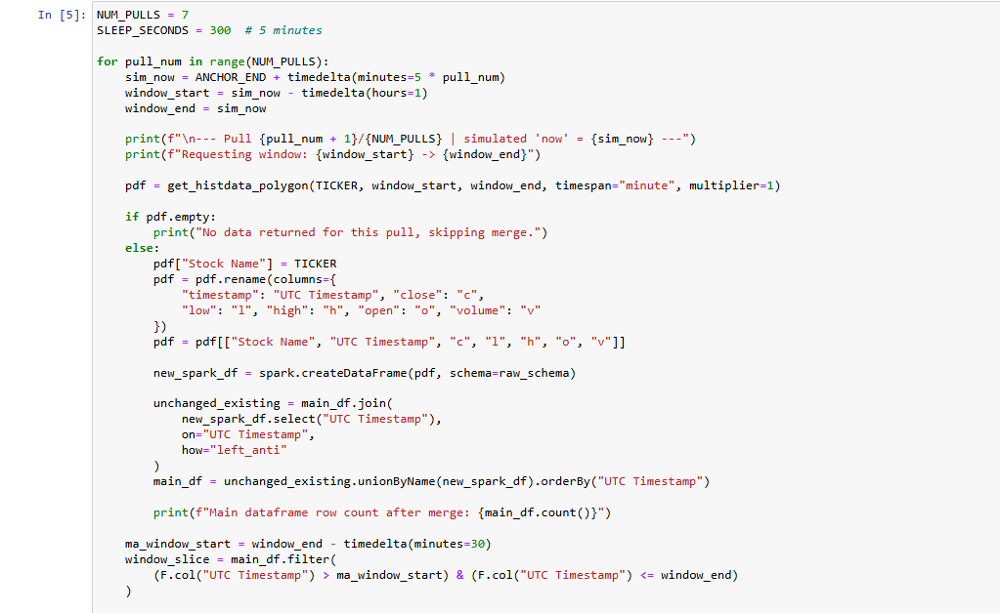 In [5]: NUM_PULLS = 7
SLEEP_SECONDS = 300  # 5 minutes

for pull_num in range(NUM_PULLS):
    sim_now = ANCHOR_END + timedelta(minutes=5 * pull_num)
    window_start = sim_now - timedelta(hours=1)
    window_end = sim_now

    print(f"\n--- Pull {pull_num + 1}/{NUM_PULLS} | simulated 'now' = {sim_now} ---")
    print(f"Requesting window: {window_start} -> {window_end}")

    pdf = get_histdata_polygon(TICKER, window_start, window_end, timespan="minute", multiplier=1)

    if pdf.empty:
        print("No data returned for this pull, skipping merge.")
    else:
        pdf["Stock Name"] = TICKER
        pdf = pdf.rename(columns={
            "timestamp": "UTC Timestamp", "close": "c",
            "low": "l", "high": "h", "open": "o", "volume": "v"
        })
        pdf = pdf[["Stock Name", "UTC Timestamp", "c", "l", "h", "o", "v"]]

        new_spark_df = spark.createDataFrame(pdf, schema=raw_schema)

        unchanged_existing = main_df.join(
            new_spark_df.select("UTC Timestamp"),
            on="UTC Timestamp",
            how="left_anti"
        )
        main_df = unchanged_existing.unionByName(new_spark_df).orderBy("UTC Timestamp")

        print(f"Main dataframe row count after merge: {main_df.count()}")

    ma_window_start = window_end - timedelta(minutes=30)
    window_slice = main_df.filter(
        (F.col("UTC Timestamp") > ma_window_start) & (F.col("UTC Timestamp") <= window_end)
    )